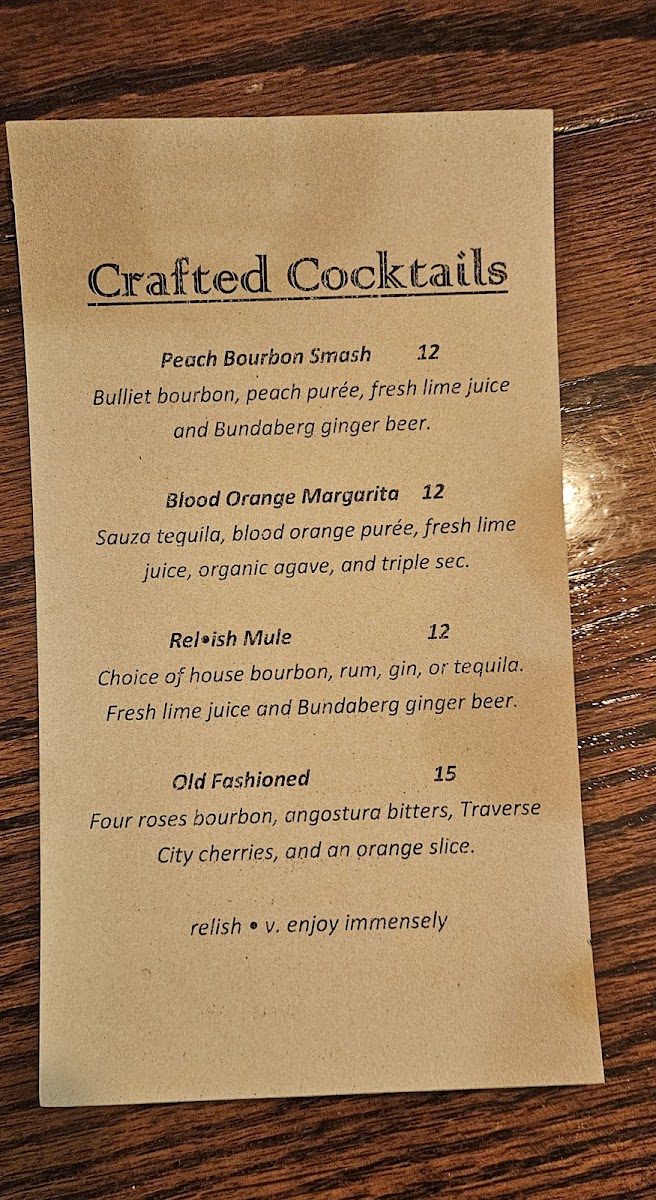 Crafted Cocktails
Peach Bourbon Smash 12
Bulliet bourbon, peach purée, fresh lime juice
and Bundaberg ginger beer.
Blood Orange Margarita 12
Sauza tequila, blood orange purée, fresh lime
juice, organic agave, and triple sec.
Rel•ish Mule 12
Choice of house bourbon, rum, gin, or tequila.
Fresh lime juice and Bundaberg ginger beer.
Old Fashioned 15
Four roses bourbon, angostura bitters, Traverse
City cherries, and an orange slice.
relish • v. enjoy immensely